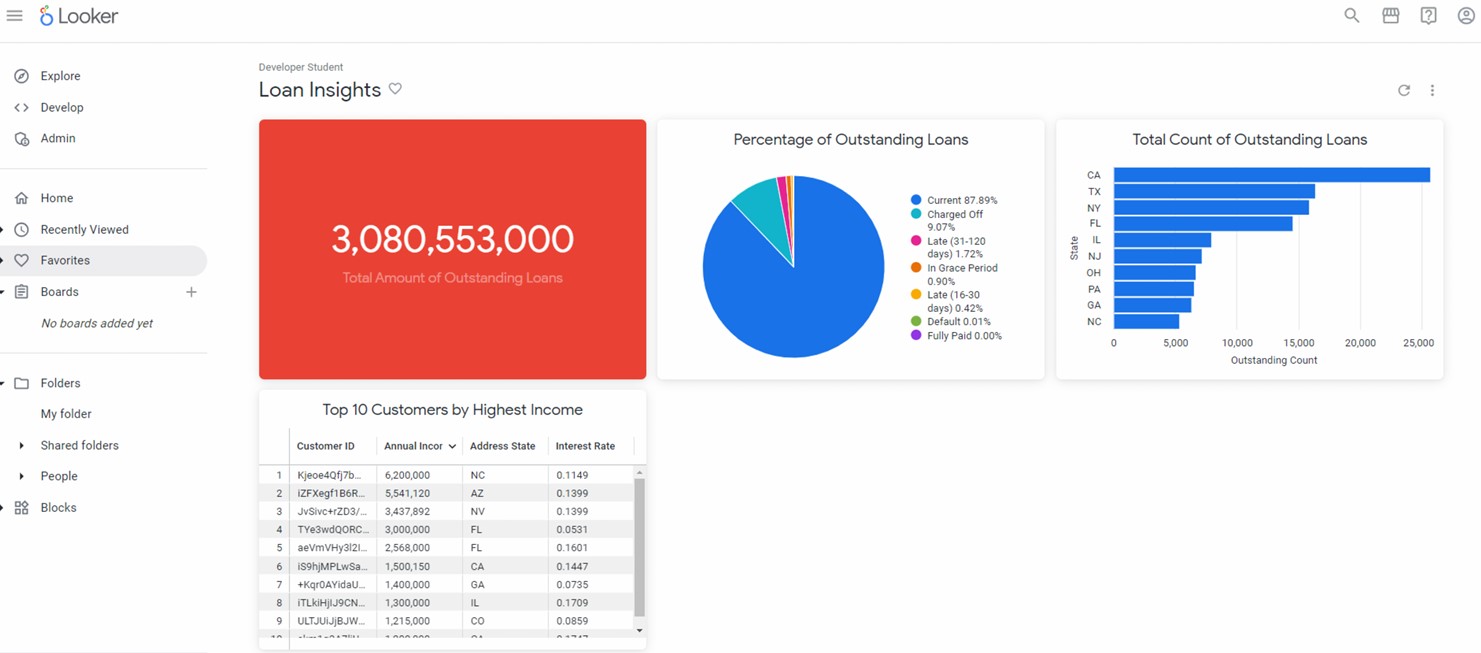 Looker
Explore
Develop
Admin
Home
Recently Viewed
Favorites
Boards
No boards added yet
Folders
My folder
Shared folders
People
Blocks
Developer Student
Loan Insights
3,080,553,000
Total Amount of Outstanding Loans
Percentage of Outstanding Loans
Current 87.89%
Charged Off
9.07%
Late (31-120
days) 1.72%
In Grace Period
0.90%
Late (16-30
days) 0.42%
Default 0.01%
Fully Paid 0.00%
Total Count of Outstanding Loans
State
CA
TX
NY
FL
IL
NJ
OH
PA
GA
NC
0 5,000 10,000 15,000 20,000 25,000
Outstanding Count
Top 10 Customers by Highest Income
Customer ID Annual Incor Address State Interest Rate
1 Kjeoe4Qfj7b... 6,200,000 NC 0.1149
2 iZFXegf1B6R... 5,541,120 AZ 0.1399
3 JvSivc+rZD3/... 3,437,892 NV 0.1399
4 TYe3wdQORC... 3,000,000 FL 0.0531
5 aeVmVHy3l2I... 2,568,000 FL 0.1601
6 iS9hjMPLwSa... 1,500,150 CA 0.1447
7 +Kqr0AYidaU... 1,400,000 GA 0.0735
8 iTLkiHjIJ9CN... 1,300,000 IL 0.1709
9 ULTJUiJjBJW... 1,215,000 CO 0.0859